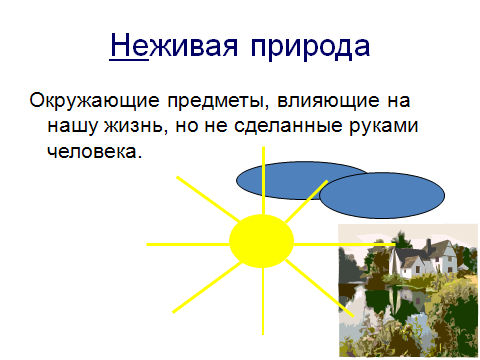 Неживая природа
Окружающие предметы, влияющие на
нашу жизнь, но не сделанные руками
человека.